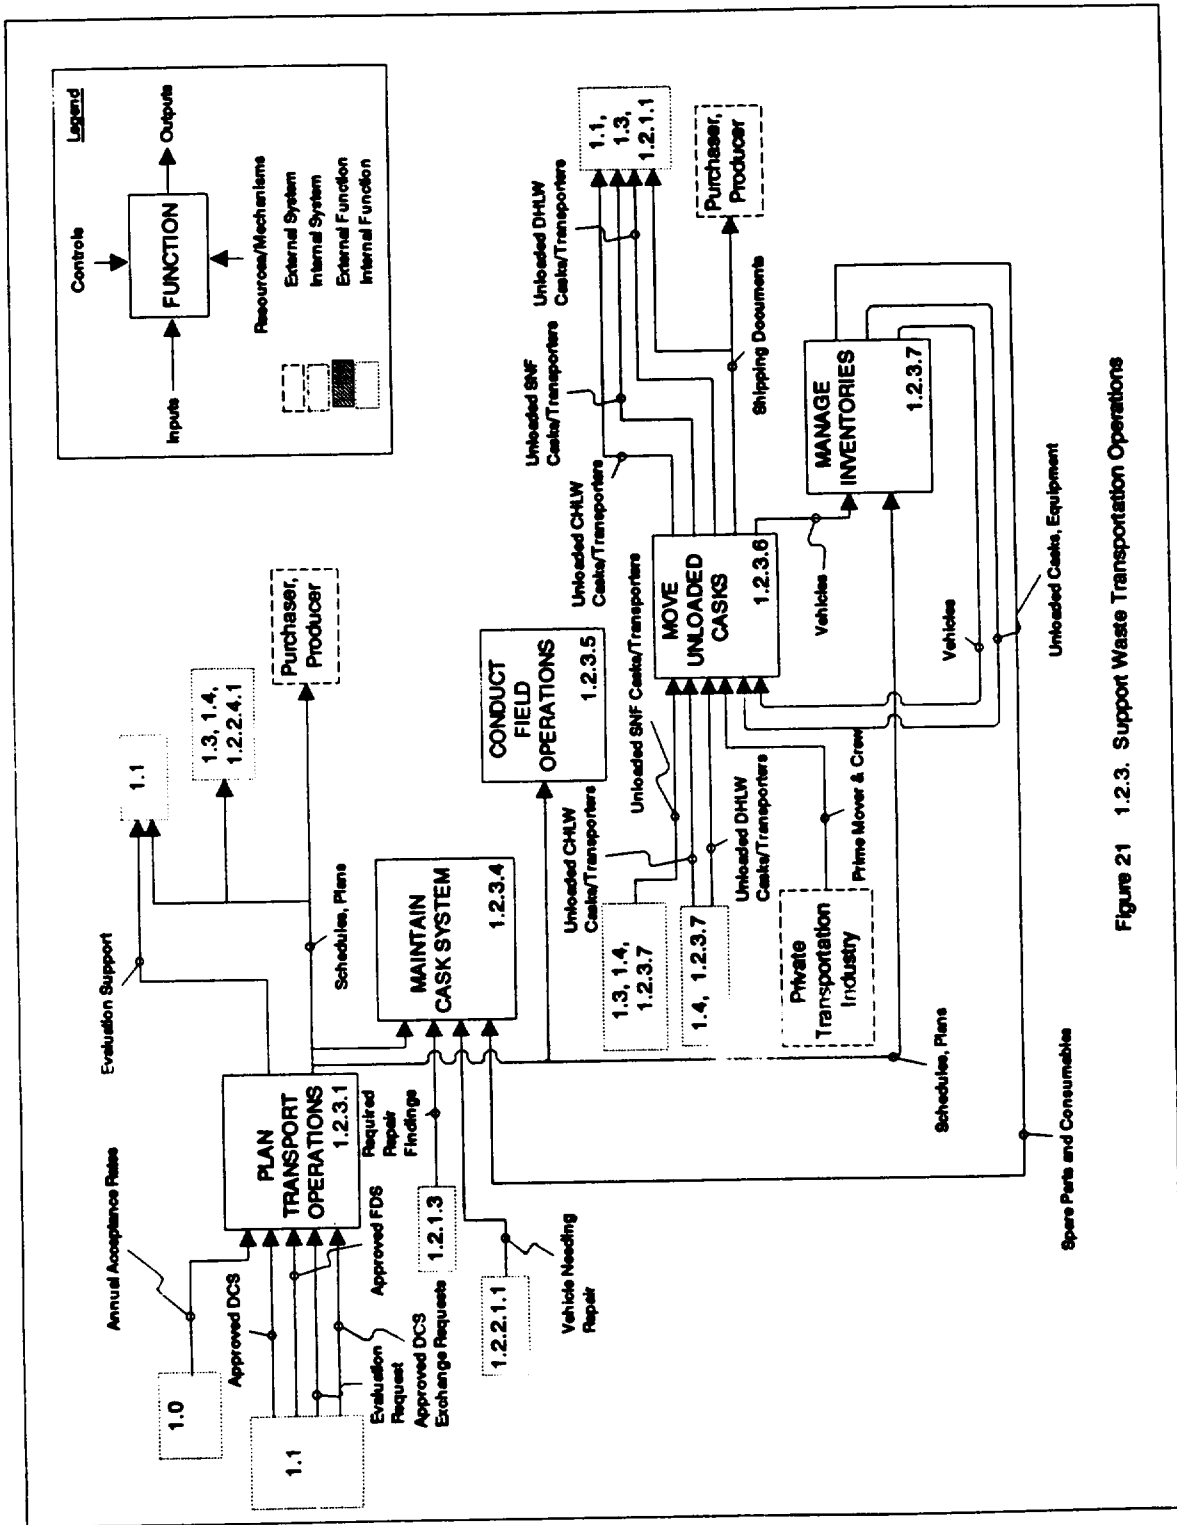 Legend
Controls
Inputs
FUNCTION
Outputs
Resources/Mechanisms
External System
Internal System
External Function
Internal Function
Annual Acceptance Rates
1.0
Approved DCS
1.1
Approved FDS
Evaluation
Request
Approved DCS
Exchange Requests
PLAN
TRANSPORT
OPERATIONS
1.2.3.1
Evaluation Support
1.1
1.3, 1.4,
1.2.2.4.1
Purchaser,
Producer
Schedules, Plans
Required
Repair
Findings
1.2.1.3
Vehicle Needing
Repair
1.2.2.1.1
MAINTAIN
CASK SYSTEM
1.2.3.4
CONDUCT
FIELD
OPERATIONS
1.2.3.5
Unloaded SNF Casks/Transporters
Unloaded CHLW
Casks/Transporters
Unloaded DHLW
Casks/Transporters
1.3, 1.4,
1.2.3.7
1.4, 1.2.3.7
Private
Transportation
Industry
Prime Mover & Crew
MOVE
UNLOADED
CASKS
1.2.3.6
Unloaded CHLW
Casks/Transporters
Unloaded SNF
Casks/Transporters
Unloaded DHLW
Casks/Transporters
1.1,
1.3,
1.2.1.1
Purchaser,
Producer
Shipping Documents
Vehicles
MANAGE
INVENTORIES
1.2.3.7
Vehicles
Unloaded Casks, Equipment
Schedules, Plans
Spare Parts and Consumables
Figure 21 1.2.3. Support Waste Transportation Operations